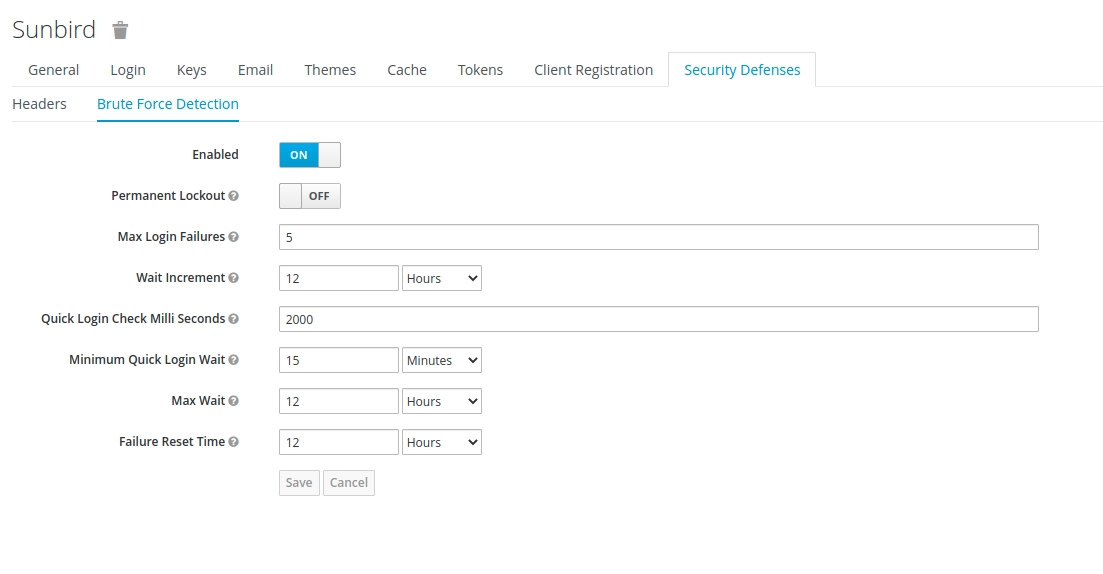 Sunbird
General Login Keys Email Themes Cache Tokens Client Registration Security Defenses
Headers Brute Force Detection
Enabled ON
Permanent Lockout ? OFF
Max Login Failures ? 5
Wait Increment ? 12 Hours
Quick Login Check Milli Seconds ? 2000
Minimum Quick Login Wait ? 15 Minutes
Max Wait ? 12 Hours
Failure Reset Time ? 12 Hours
Save Cancel